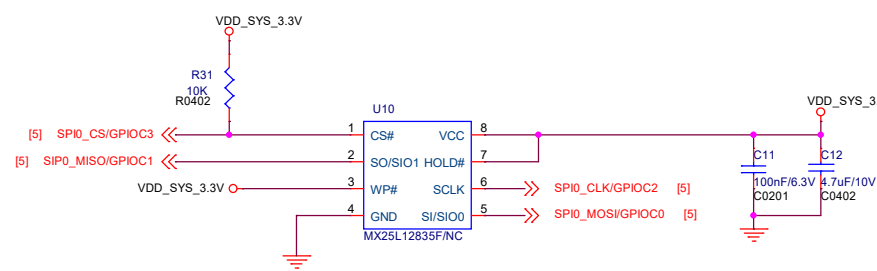 VDD_SYS_3.3V
R31
10K
R0402
U10
VDD_SYS_3
[5] SPI0_CS/GPIOC3 1 CS# VCC 8
[5] SIP0_MISO/GPIOC1 2 SO/SIO1 HOLD# 7
VDD_SYS_3.3V 3 WP# SCLK 6 SPI0_CLK/GPIOC2 [5]
4 GND SI/SIO0 5 SPI0_MOSI/GPIOC0 [5]
MX25L12835F/NC
C11
100nF/6.3V
C0201
C12
4.7uF/10V
C0402